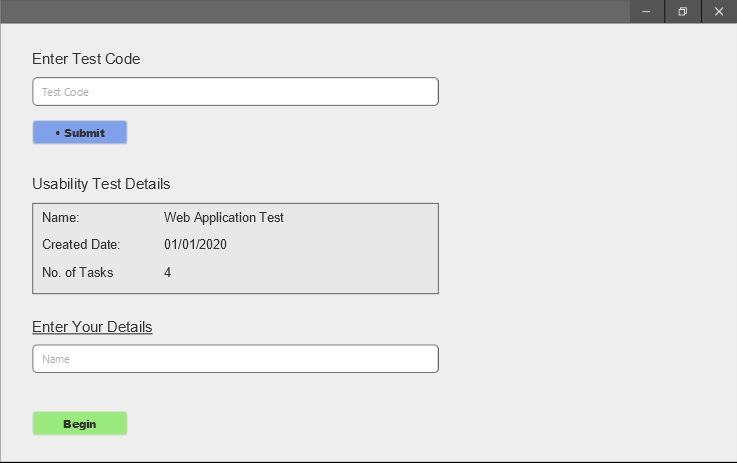 Enter Test Code
Test Code
• Submit
Usability Test Details
Name: Web Application Test
Created Date: 01/01/2020
No. of Tasks 4
Enter Your Details
Name
Begin